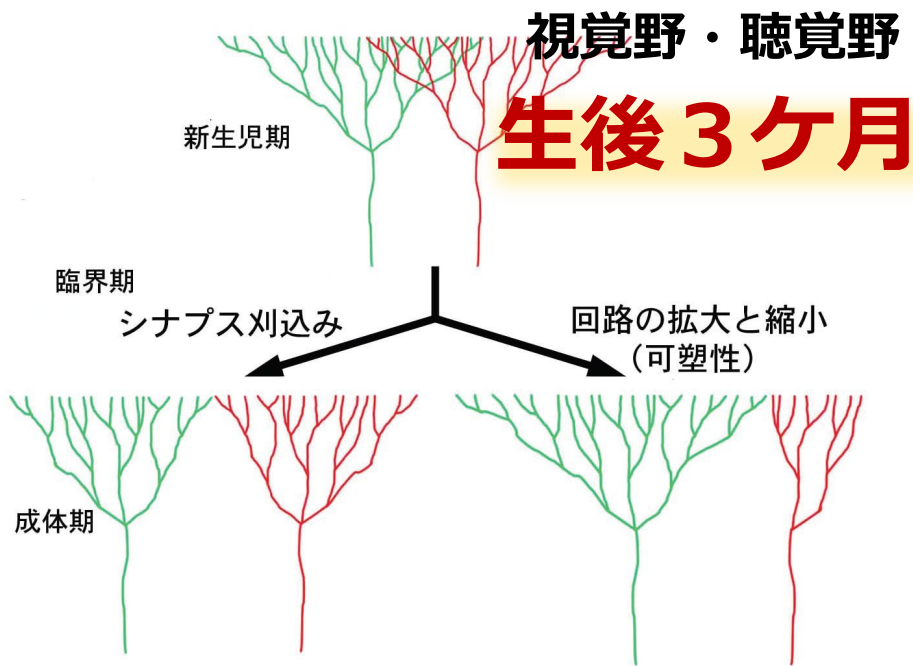 視覚野・聴覚野
生後３ケ月
新生児期
臨界期
シナプス刈込み
回路の拡大と縮小
（可塑性）
成体期